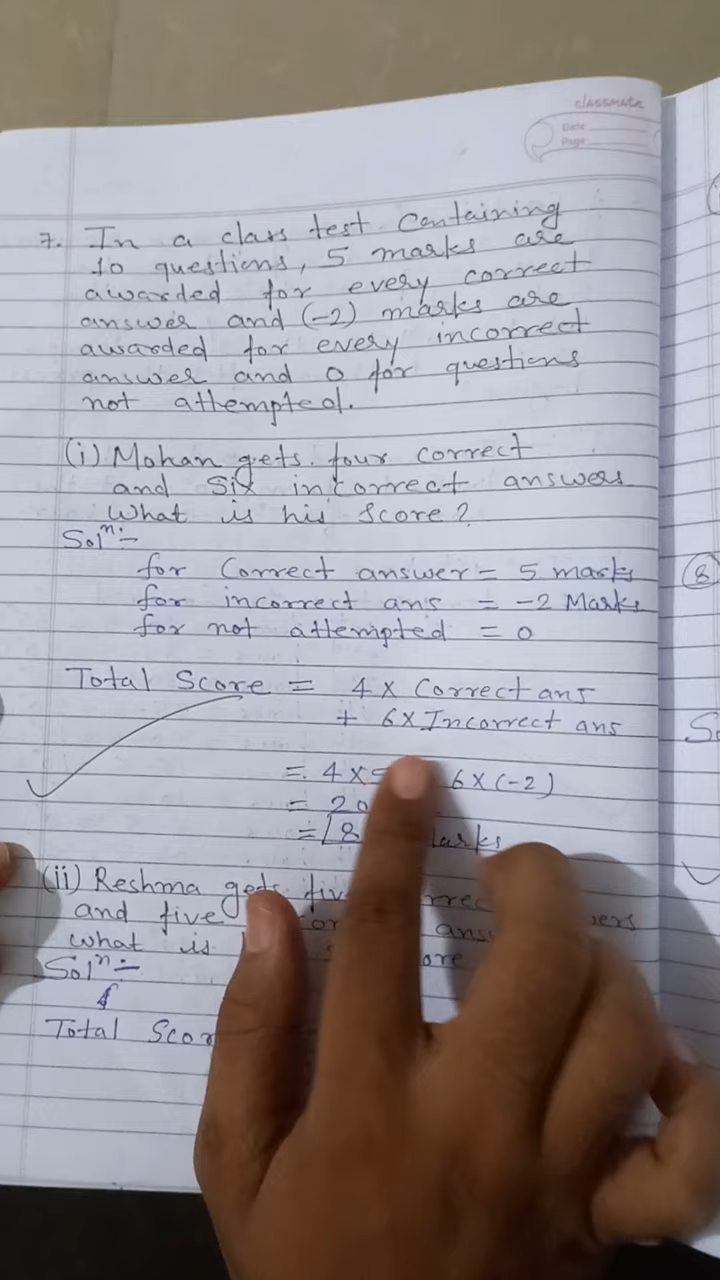 classmate
Date
Page
7. In a class test containing
10 questions, 5 marks are
awarded for every correct
answer and (-2) marks are
awarded for every incorrect
answer and 0 for questions
not attempted.
(i) Mohan gets four correct
and six incorrect answers
What is his score?
Solⁿ:-
for correct answer = 5 marks
for incorrect ans = -2 Marks
for not attempted = 0
Total Score = 4 x Correct ans
+ 6 x Incorrect ans
= 4 x 6 x (-2)
= 20
= 8
(ii) Reshma gets
and five
what is
Solⁿ:-
Total
8